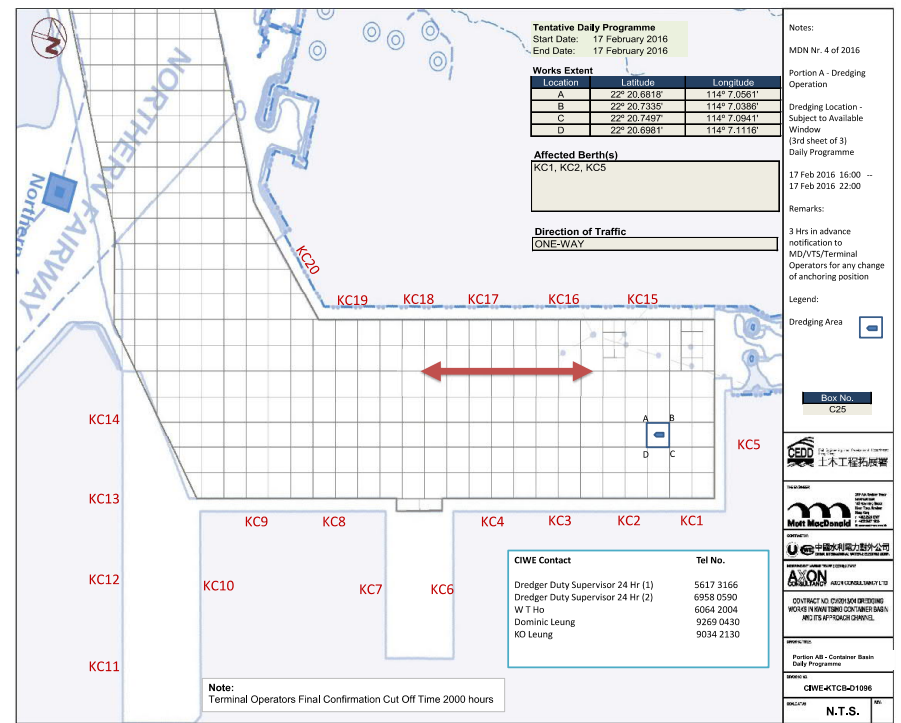 Tentative Daily Programme
Start Date: 17 February 2016
End Date: 17 February 2016
Works Extent
Location Latitude Longitude
A 22º 20.6818' 114º 7.0561'
B 22º 20.7335' 114º 7.0386'
C 22º 20.7497' 114º 7.0941'
D 22º 20.6981' 114º 7.1116'
Affected Berth(s)
KC1, KC2, KC5
Direction of Traffic
ONE-WAY
N
NORTHERN FAIRWAY
Northern
KC20
KC19 KC18 KC17 KC16 KC15
KC14
A B
D C
KC5
KC13
KC9 KC8 KC4 KC3 KC2 KC1
KC12
KC10 KC7 KC6
KC11
CIWE Contact Tel No.
Dredger Duty Supervisor 24 Hr (1) 5617 3166
Dredger Duty Supervisor 24 Hr (2) 6958 0590
W T Ho 6064 2004
Dominic Leung 9269 0430
KO Leung 9034 2130
Note:
Terminal Operators Final Confirmation Cut Off Time 2000 hours
Notes:
MDN Nr. 4 of 2016
Portion A - Dredging
Operation
Dredging Location -
Subject to Available
Window
(3rd sheet of 3)
Daily Programme
17 Feb 2016 16:00 --
17 Feb 2016 22:00
Remarks:
3 Hrs in advance
notification to
MD/VTS/Terminal
Operators for any change
of anchoring position
Legend:
Dredging Area
Box No.
C25
CEDD
土木工程拓展署
THE ENGINEER
Mott MacDonald
CONTRACTOR
中國水利電力對外公司
AXON
CONSULTANCY
AXON CONSULTANCY LTD
CONTRACT NO. CV/2013/04 DREDGING
WORKS IN KWAI TSING CONTAINER BASIN
AND ITS APPROACH CHANNEL
DRAWING TITLE
Portion AB - Container Basin
Daily Programme
DRAWING NO.
CIWE-KTCB-D1096
N.T.S.